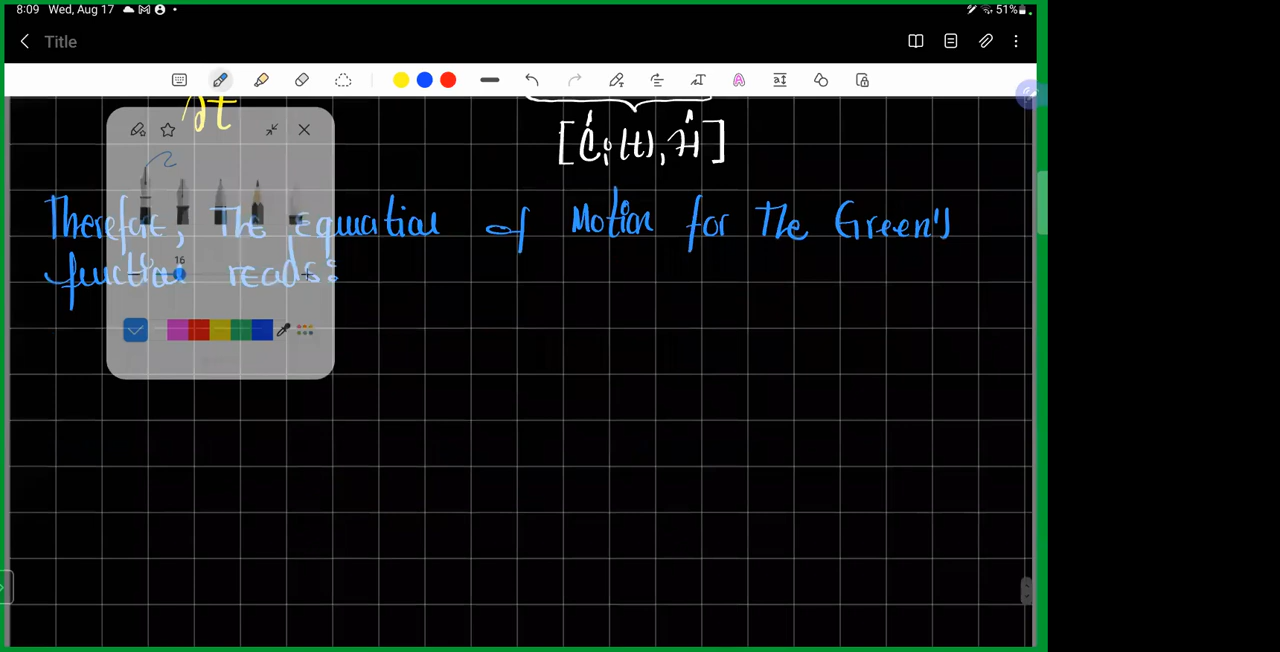 8:09 Wed, Aug 17 51%
Title
∂t
[Ĉᵢ(t), Ĥ]
Therefore, The Equation of Motion for The Green's
function reads:
16